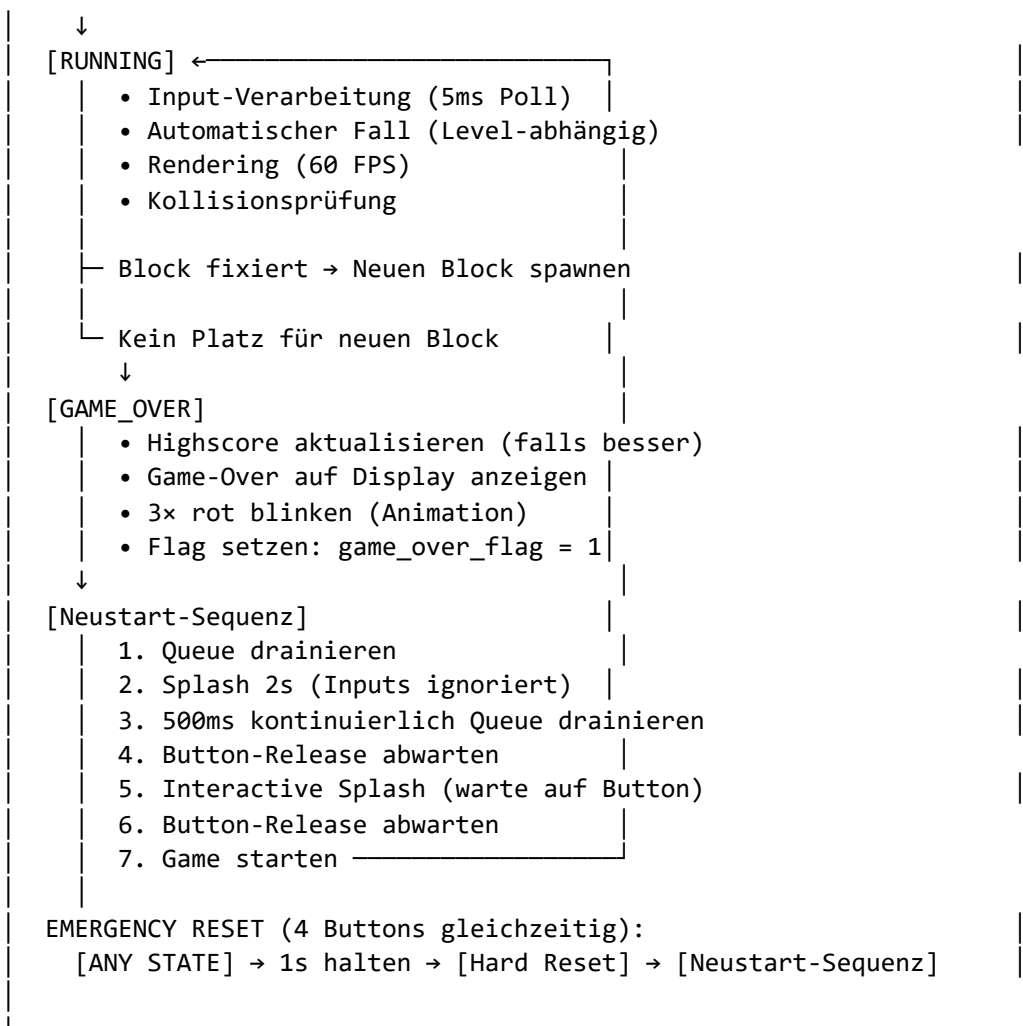 ↓
[RUNNING] ←
• Input-Verarbeitung (5ms Poll)
• Automatischer Fall (Level-abhängig)
• Rendering (60 FPS)
• Kollisionsprüfung
Block fixiert → Neuen Block spawnen
Kein Platz für neuen Block
↓
[GAME_OVER]
• Highscore aktualisieren (falls besser)
• Game-Over auf Display anzeigen
• 3× rot blinken (Animation)
• Flag setzen: game_over_flag = 1
↓
[Neustart-Sequenz]
1. Queue drainieren
2. Splash 2s (Inputs ignoriert)
3. 500ms kontinuierlich Queue drainieren
4. Button-Release abwarten
5. Interactive Splash (warte auf Button)
6. Button-Release abwarten
7. Game starten
EMERGENCY RESET (4 Buttons gleichzeitig):
[ANY STATE] → 1s halten → [Hard Reset] → [Neustart-Sequenz]